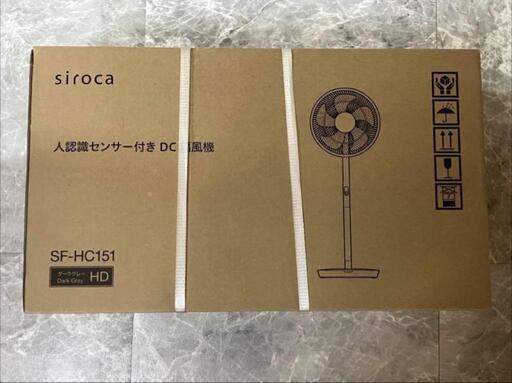 siroca
人認識センサー付き DC 風機
SF-HC151
ダークグレー
Dark Gray
HD